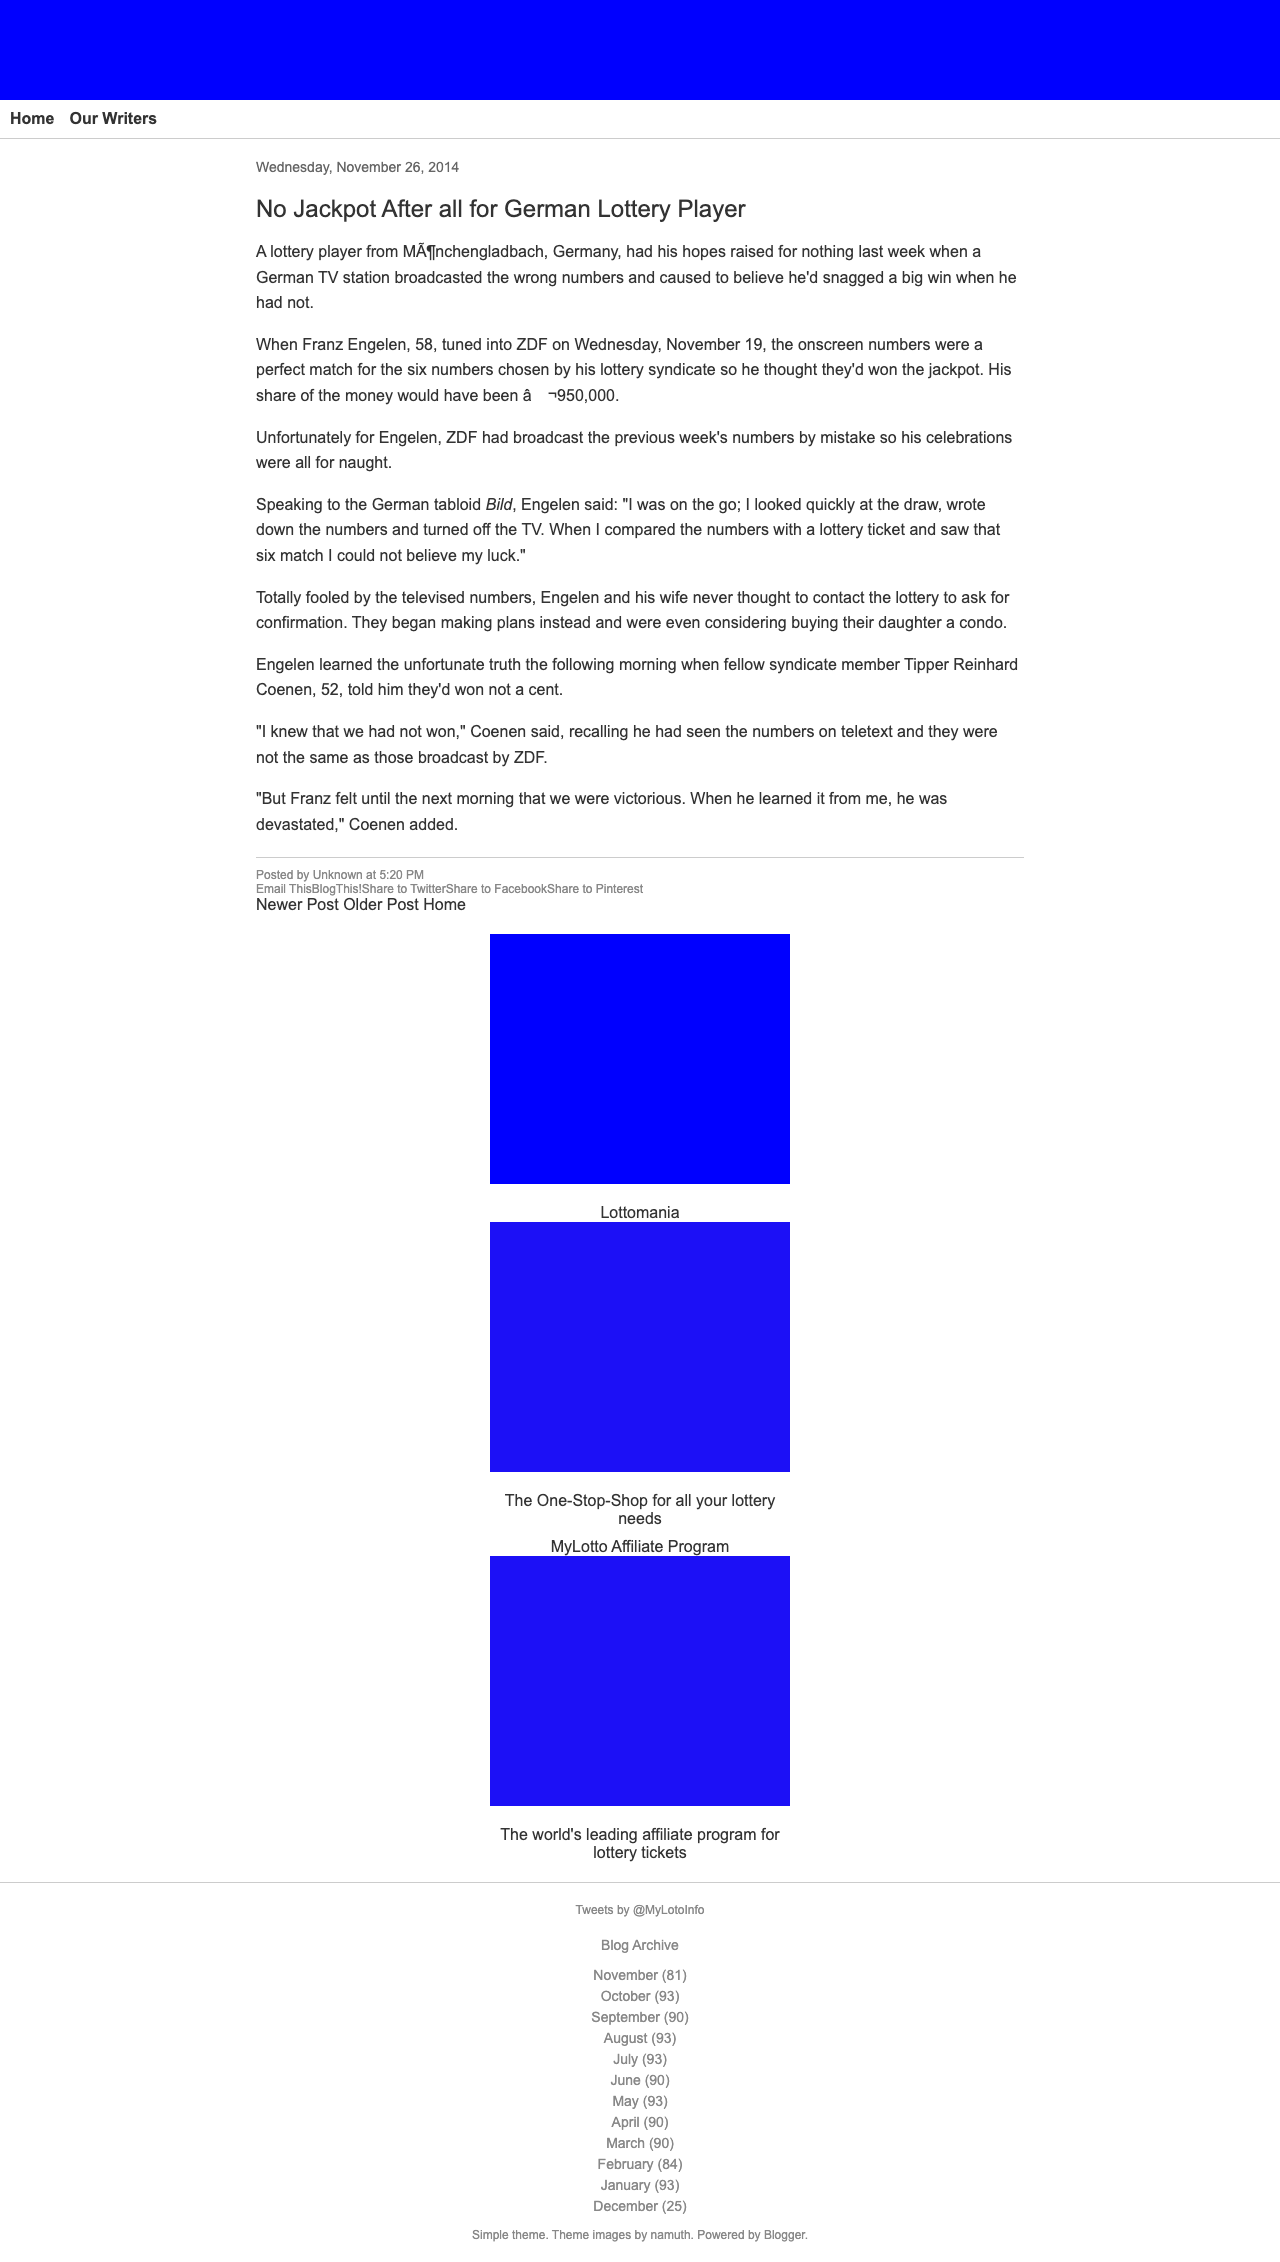 Home Our Writers
Wednesday, November 26, 2014
No Jackpot After all for German Lottery Player
A lottery player from MÃ¶nchengladbach, Germany, had his hopes raised for nothing last week when a
German TV station broadcasted the wrong numbers and caused to believe he'd snagged a big win when he
had not.
When Franz Engelen, 58, tuned into ZDF on Wednesday, November 19, the onscreen numbers were a
perfect match for the six numbers chosen by his lottery syndicate so he thought they'd won the jackpot. His
share of the money would have been â ¬950,000.
Unfortunately for Engelen, ZDF had broadcast the previous week's numbers by mistake so his celebrations
were all for naught.
Speaking to the German tabloid Bild, Engelen said: "I was on the go; I looked quickly at the draw, wrote
down the numbers and turned off the TV. When I compared the numbers with a lottery ticket and saw that
six match I could not believe my luck."
Totally fooled by the televised numbers, Engelen and his wife never thought to contact the lottery to ask for
confirmation. They began making plans instead and were even considering buying their daughter a condo.
Engelen learned the unfortunate truth the following morning when fellow syndicate member Tipper Reinhard
Coenen, 52, told him they'd won not a cent.
"I knew that we had not won," Coenen said, recalling he had seen the numbers on teletext and they were
not the same as those broadcast by ZDF.
"But Franz felt until the next morning that we were victorious. When he learned it from me, he was
devastated," Coenen added.
Posted by Unknown at 5:20 PM
Email ThisBlogThis!Share to TwitterShare to FacebookShare to Pinterest
Newer Post Older Post Home
Lottomania
The One-Stop-Shop for all your lottery
needs
MyLotto Affiliate Program
The world's leading affiliate program for
lottery tickets
Tweets by @MyLotoInfo
Blog Archive
November (81)
October (93)
September (90)
August (93)
July (93)
June (90)
May (93)
April (90)
March (90)
February (84)
January (93)
December (25)
Simple theme. Theme images by namuth. Powered by Blogger.